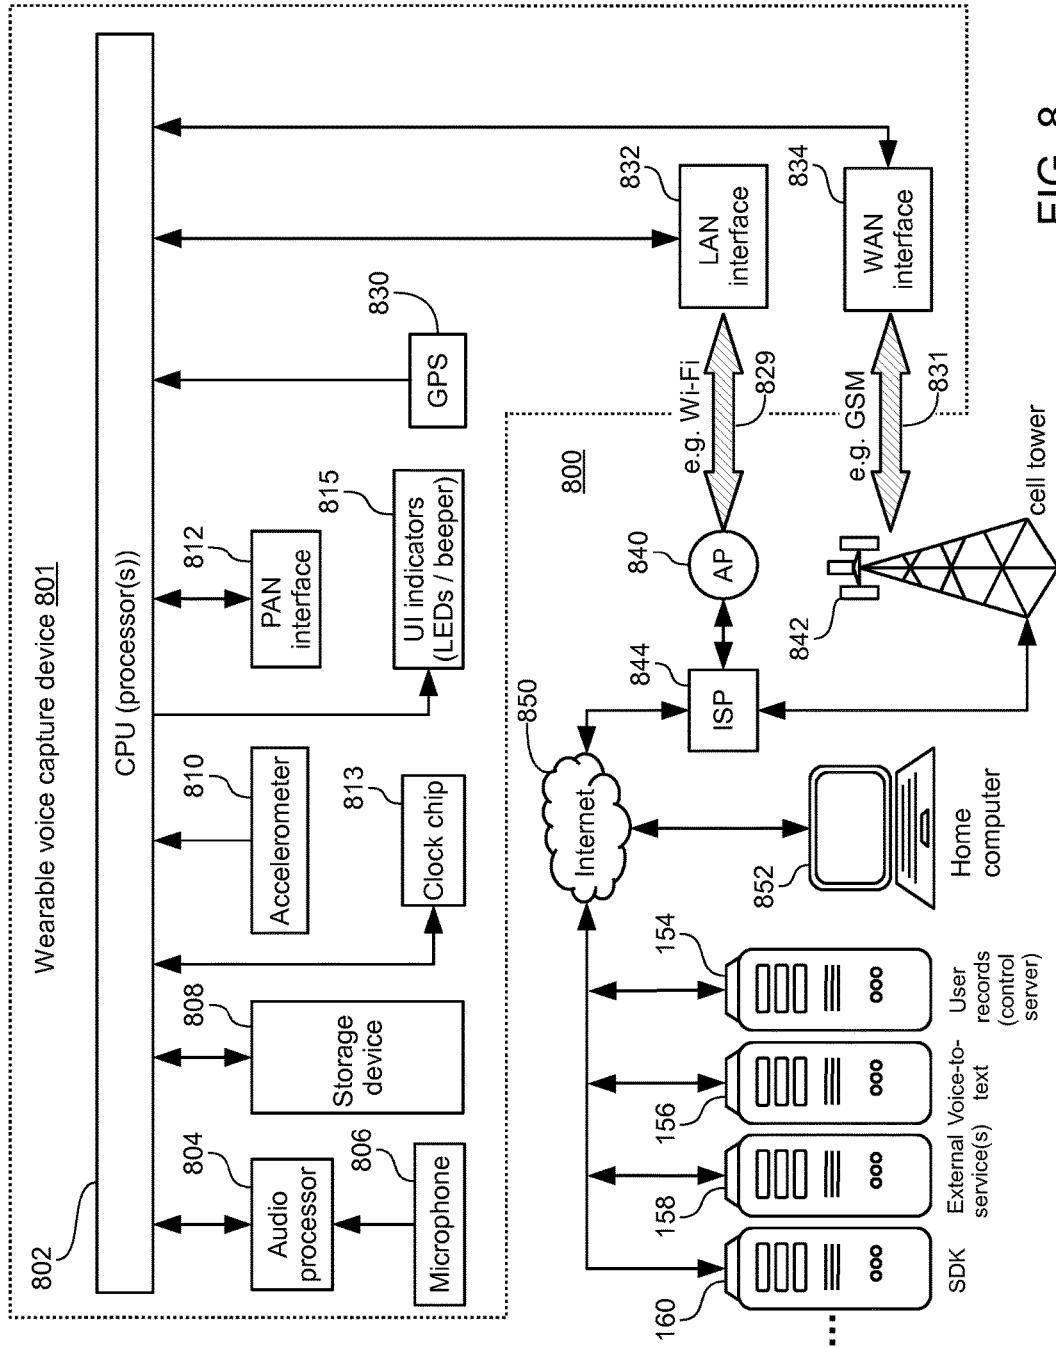 Wearable voice capture device 801
802
CPU (processor(s))
804
Audio
processor
806
Microphone
808
Storage
device
810
Accelerometer
813
Clock chip
812
PAN
interface
815
UI indicators
(LEDs / beeper)
830
GPS
832
LAN
interface
834
WAN
interface
800
e.g. Wi-Fi
829
e.g. GSM
831
840
AP
842
cell tower
844
ISP
850
Internet
852
Home
computer
154
User
records
(control
server)
156
Voice-to-
text
158
External
service(s)
160
SDK
...
FIG. 8